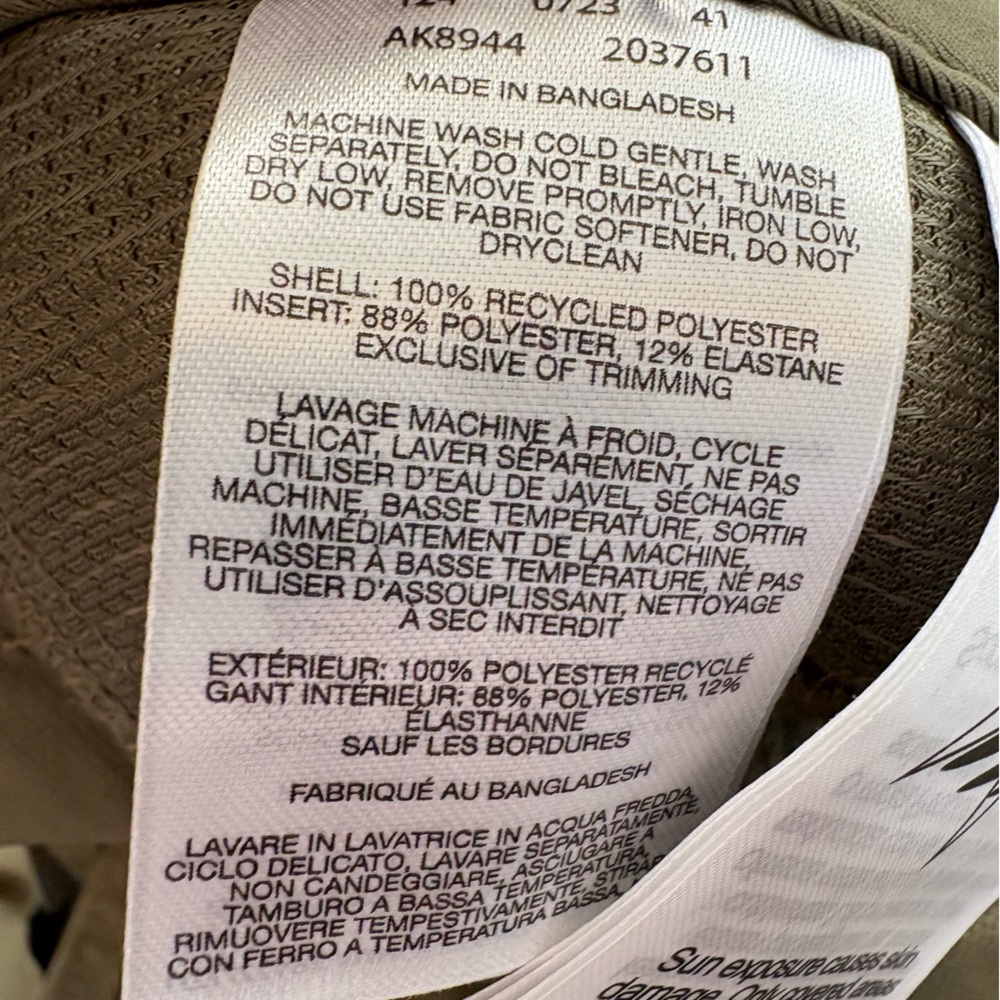 0723 41
AK8944 2037611
MADE IN BANGLADESH
MACHINE WASH COLD GENTLE, WASH
SEPARATELY, DO NOT BLEACH, TUMBLE
DRY LOW, REMOVE PROMPTLY, IRON LOW,
DO NOT USE FABRIC SOFTENER, DO NOT
DRYCLEAN
SHELL: 100% RECYCLED POLYESTER
INSERT: 88% POLYESTER, 12% ELASTANE
EXCLUSIVE OF TRIMMING
LAVAGE MACHINE À FROID, CYCLE
DÉLICAT, LAVER SÉPARÉMENT, NE PAS
UTILISER D'EAU DE JAVEL, SÉCHAGE
MACHINE, BASSE TEMPÉRATURE, SORTIR
IMMÉDIATEMENT DE LA MACHINE,
REPASSER À BASSE TEMPÉRATURE, NE PAS
UTILISER D'ASSOUPLISSANT, NETTOYAGE
À SEC INTERDIT
EXTÉRIEUR: 100% POLYESTER RECYCLÉ
GANT INTÉRIEUR: 88% POLYESTER, 12%
ÉLASTHANNE
SAUF LES BORDURES
FABRIQUÉ AU BANGLADESH
LAVARE IN LAVATRICE IN ACQUA FREDDA,
CICLO DELICATO, LAVARE SEPARATAMENTE,
NON CANDEGGIARE, ASCIUGARE A
TAMBURO A BASSA TEMPERATURA,
RIMUOVERE TEMPESTIVAMENTE,
CON FERRO A TEMPERATURA BASSA,
Sun exposure causes skin
damage. Only covered areas